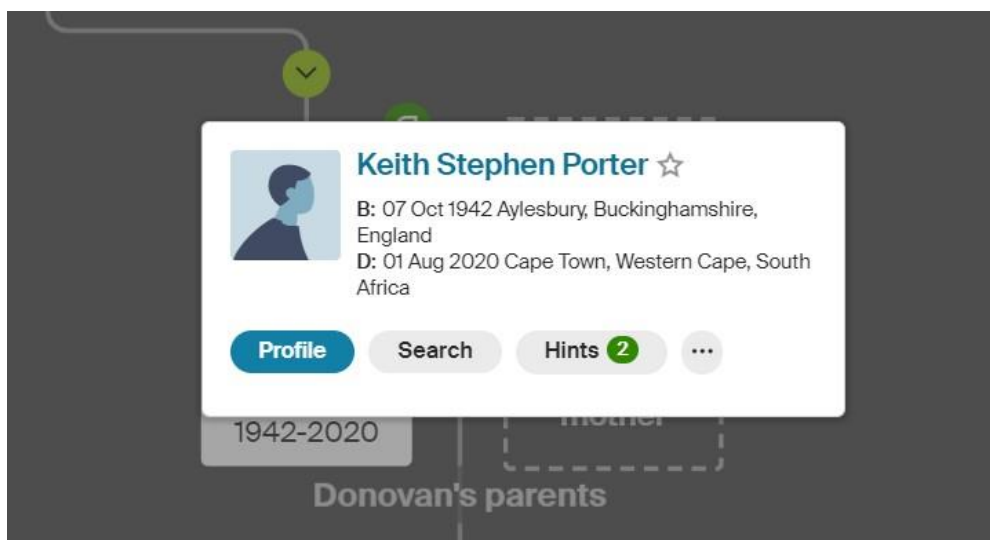 Keith Stephen Porter
B: 07 Oct 1942 Aylesbury, Buckinghamshire,
England
D: 01 Aug 2020 Cape Town, Western Cape, South
Africa
Profile Search Hints 2 ...
1942-2020
mother
Donovan's parents